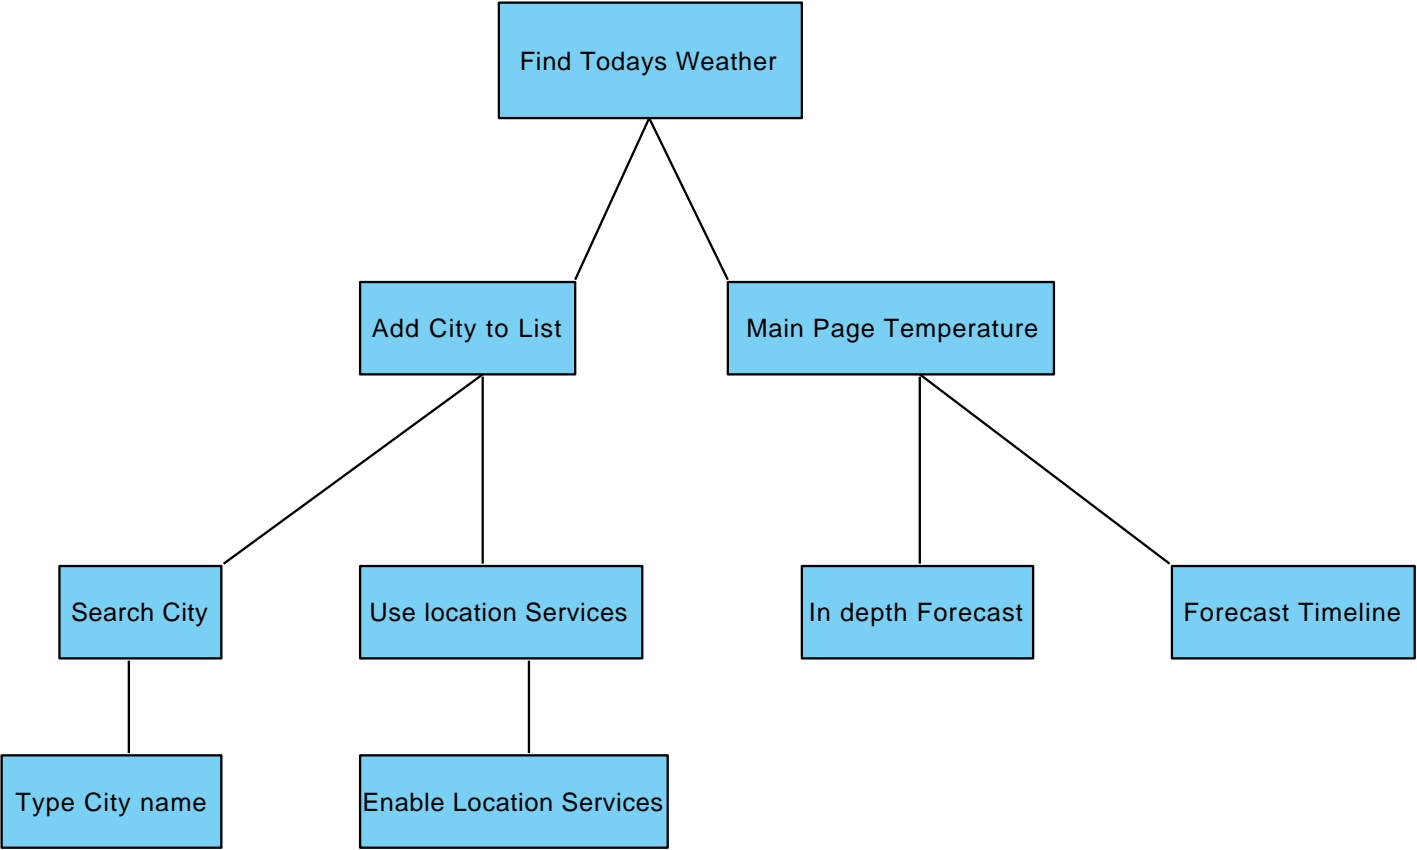 Find Todays Weather
Add City to List
Main Page Temperature
Search City
Use location Services
In depth Forecast
Forecast Timeline
Type City name
Enable Location Services